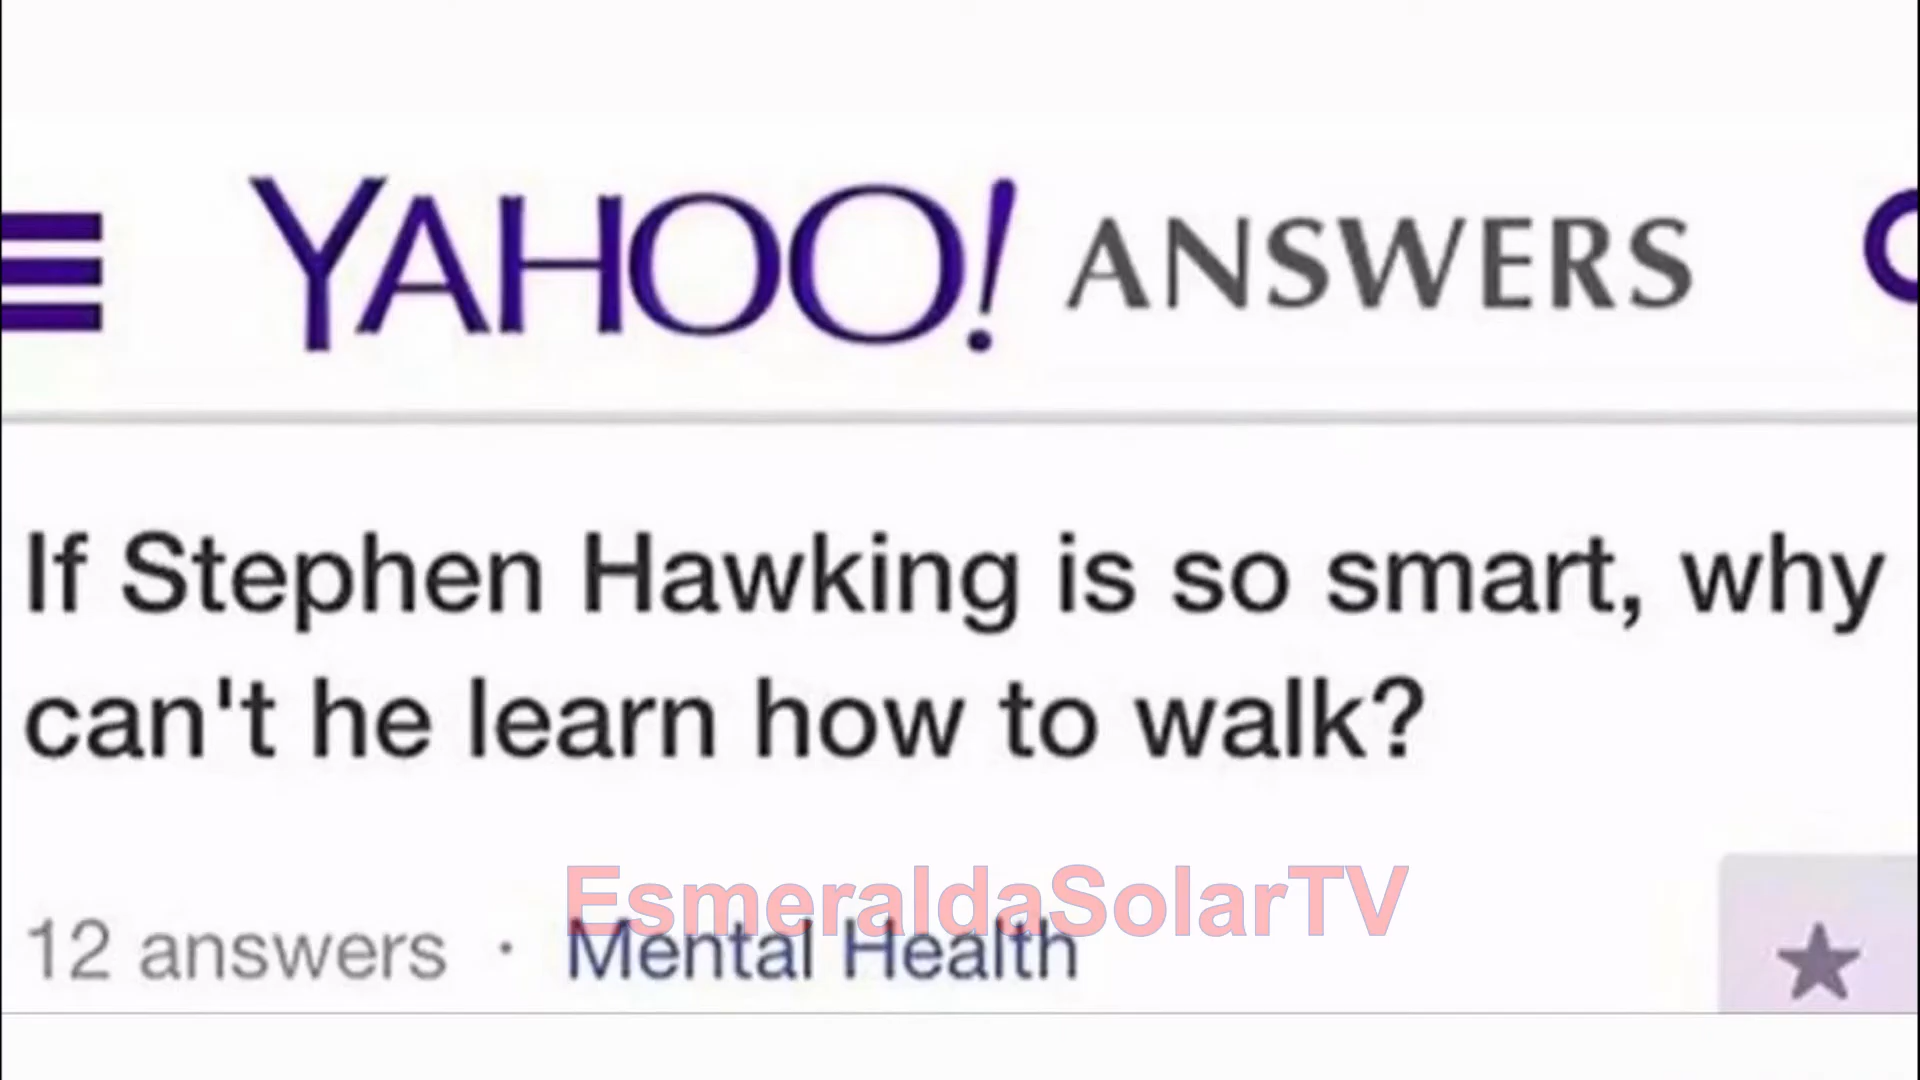 YAHOO! ANSWERS
If Stephen Hawking is so smart, why
can't he learn how to walk?
EsmeraldaSolarTV
12 answers · Mental Health